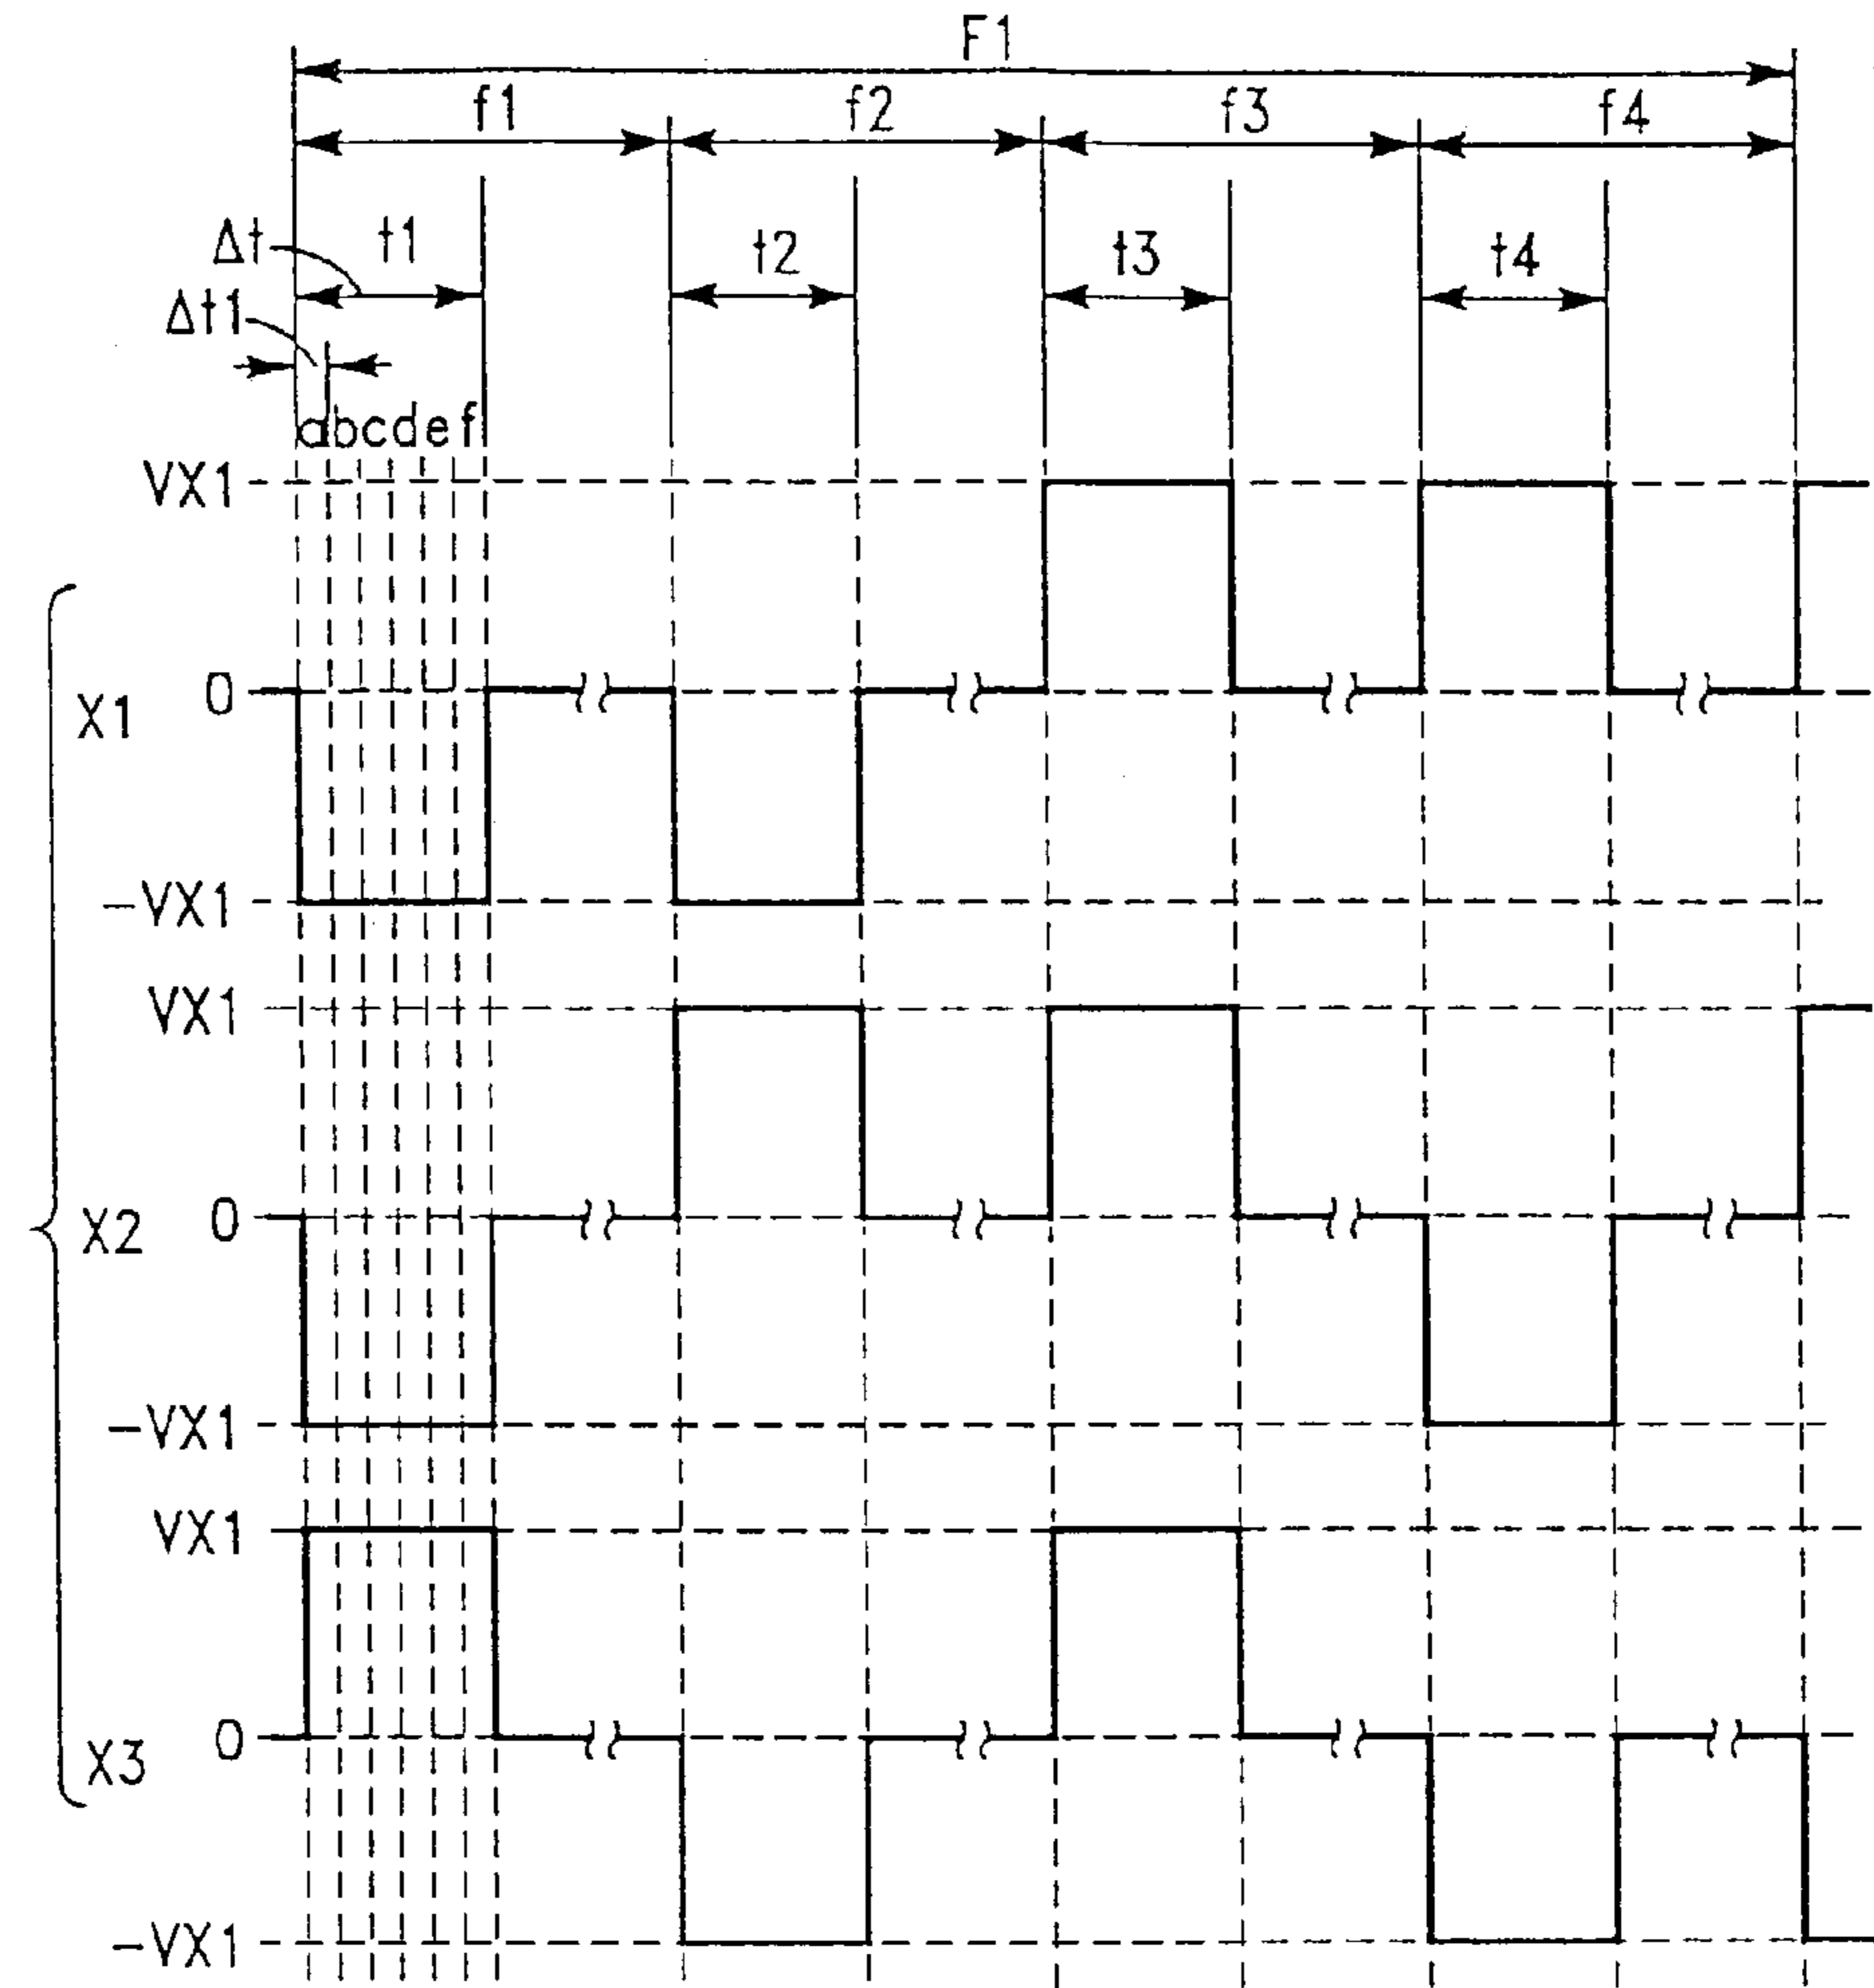 F1
f1 f2 f3 f4
Δt t1 t2 t3 t4
Δt1
abcdef
VX1
X1 0
-VX1
VX1
X2 0
-VX1
VX1
X3 0
-VX1